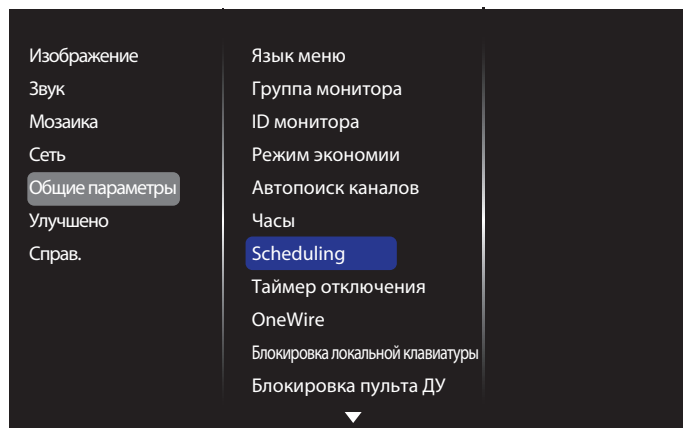 Изображение
Звук
Мозаика
Сеть
Общие параметры
Улучшено
Справ.
Язык меню
Группа монитора
ID монитора
Режим экономии
Автопоиск каналов
Часы
Scheduling
Таймер отключения
OneWire
Блокировка локальной клавиатуры
Блокировка пульта ДУ